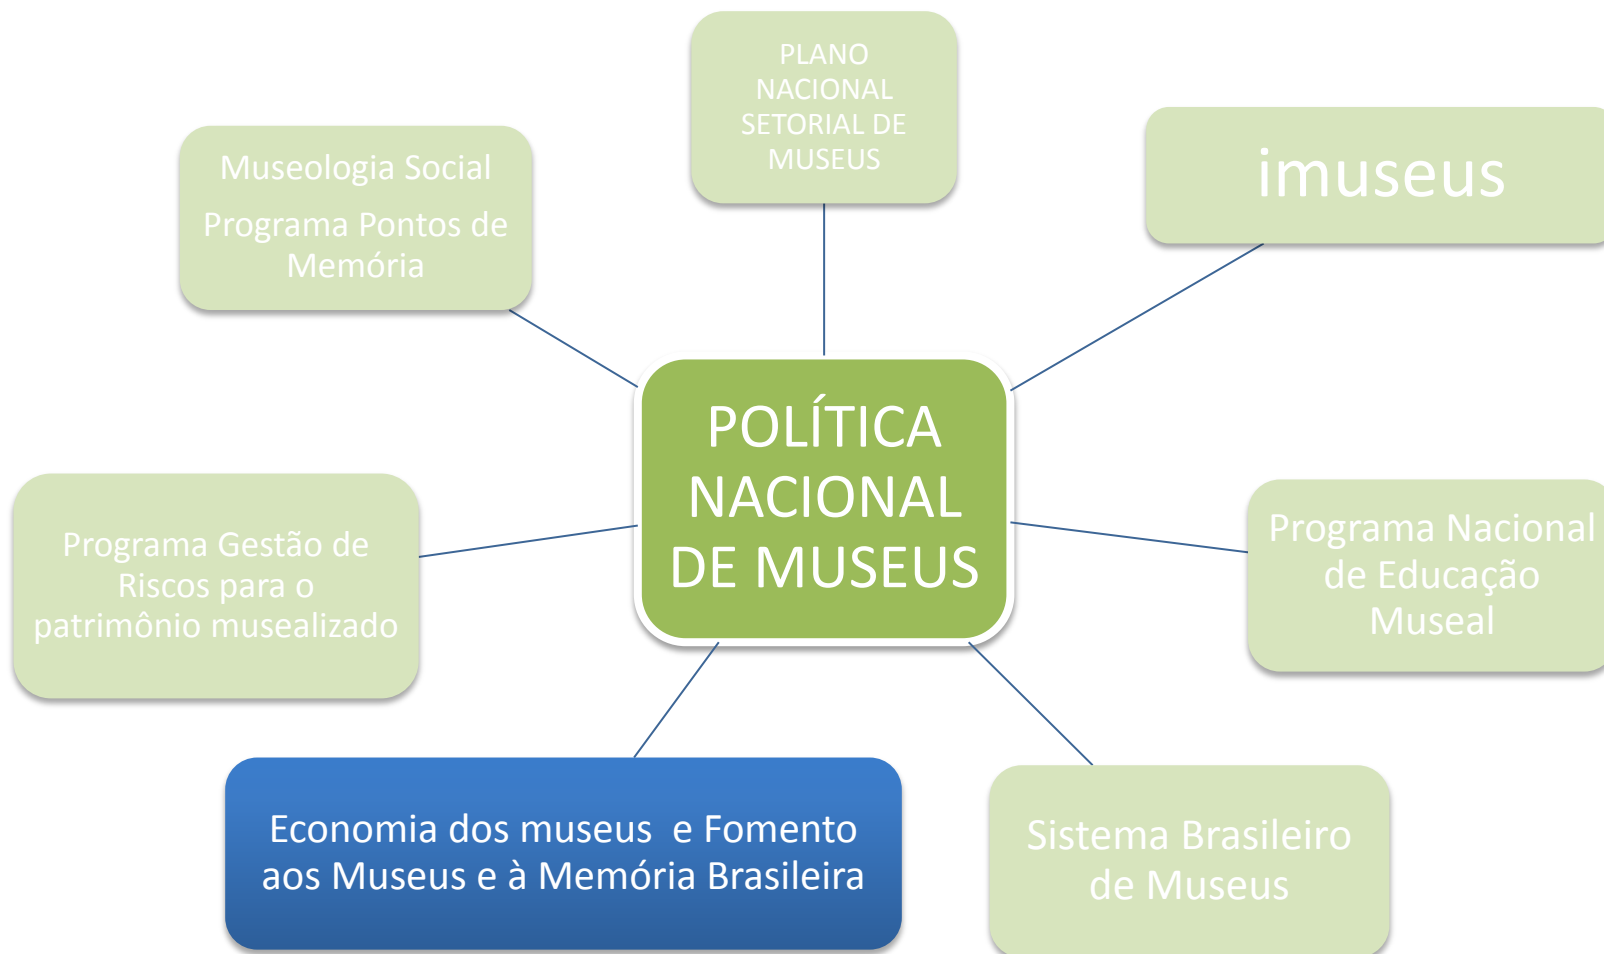 PLANO
NACIONAL
SETORIAL DE
MUSEUS
imuseus
Museologia Social
Programa Pontos de
Memória
POLÍTICA
NACIONAL
DE MUSEUS
Programa Gestão de
Riscos para o
patrimônio musealizado
Programa Nacional
de Educação
Museal
Economia dos museus  e Fomento
aos Museus e à Memória Brasileira
Sistema Brasileiro
de Museus